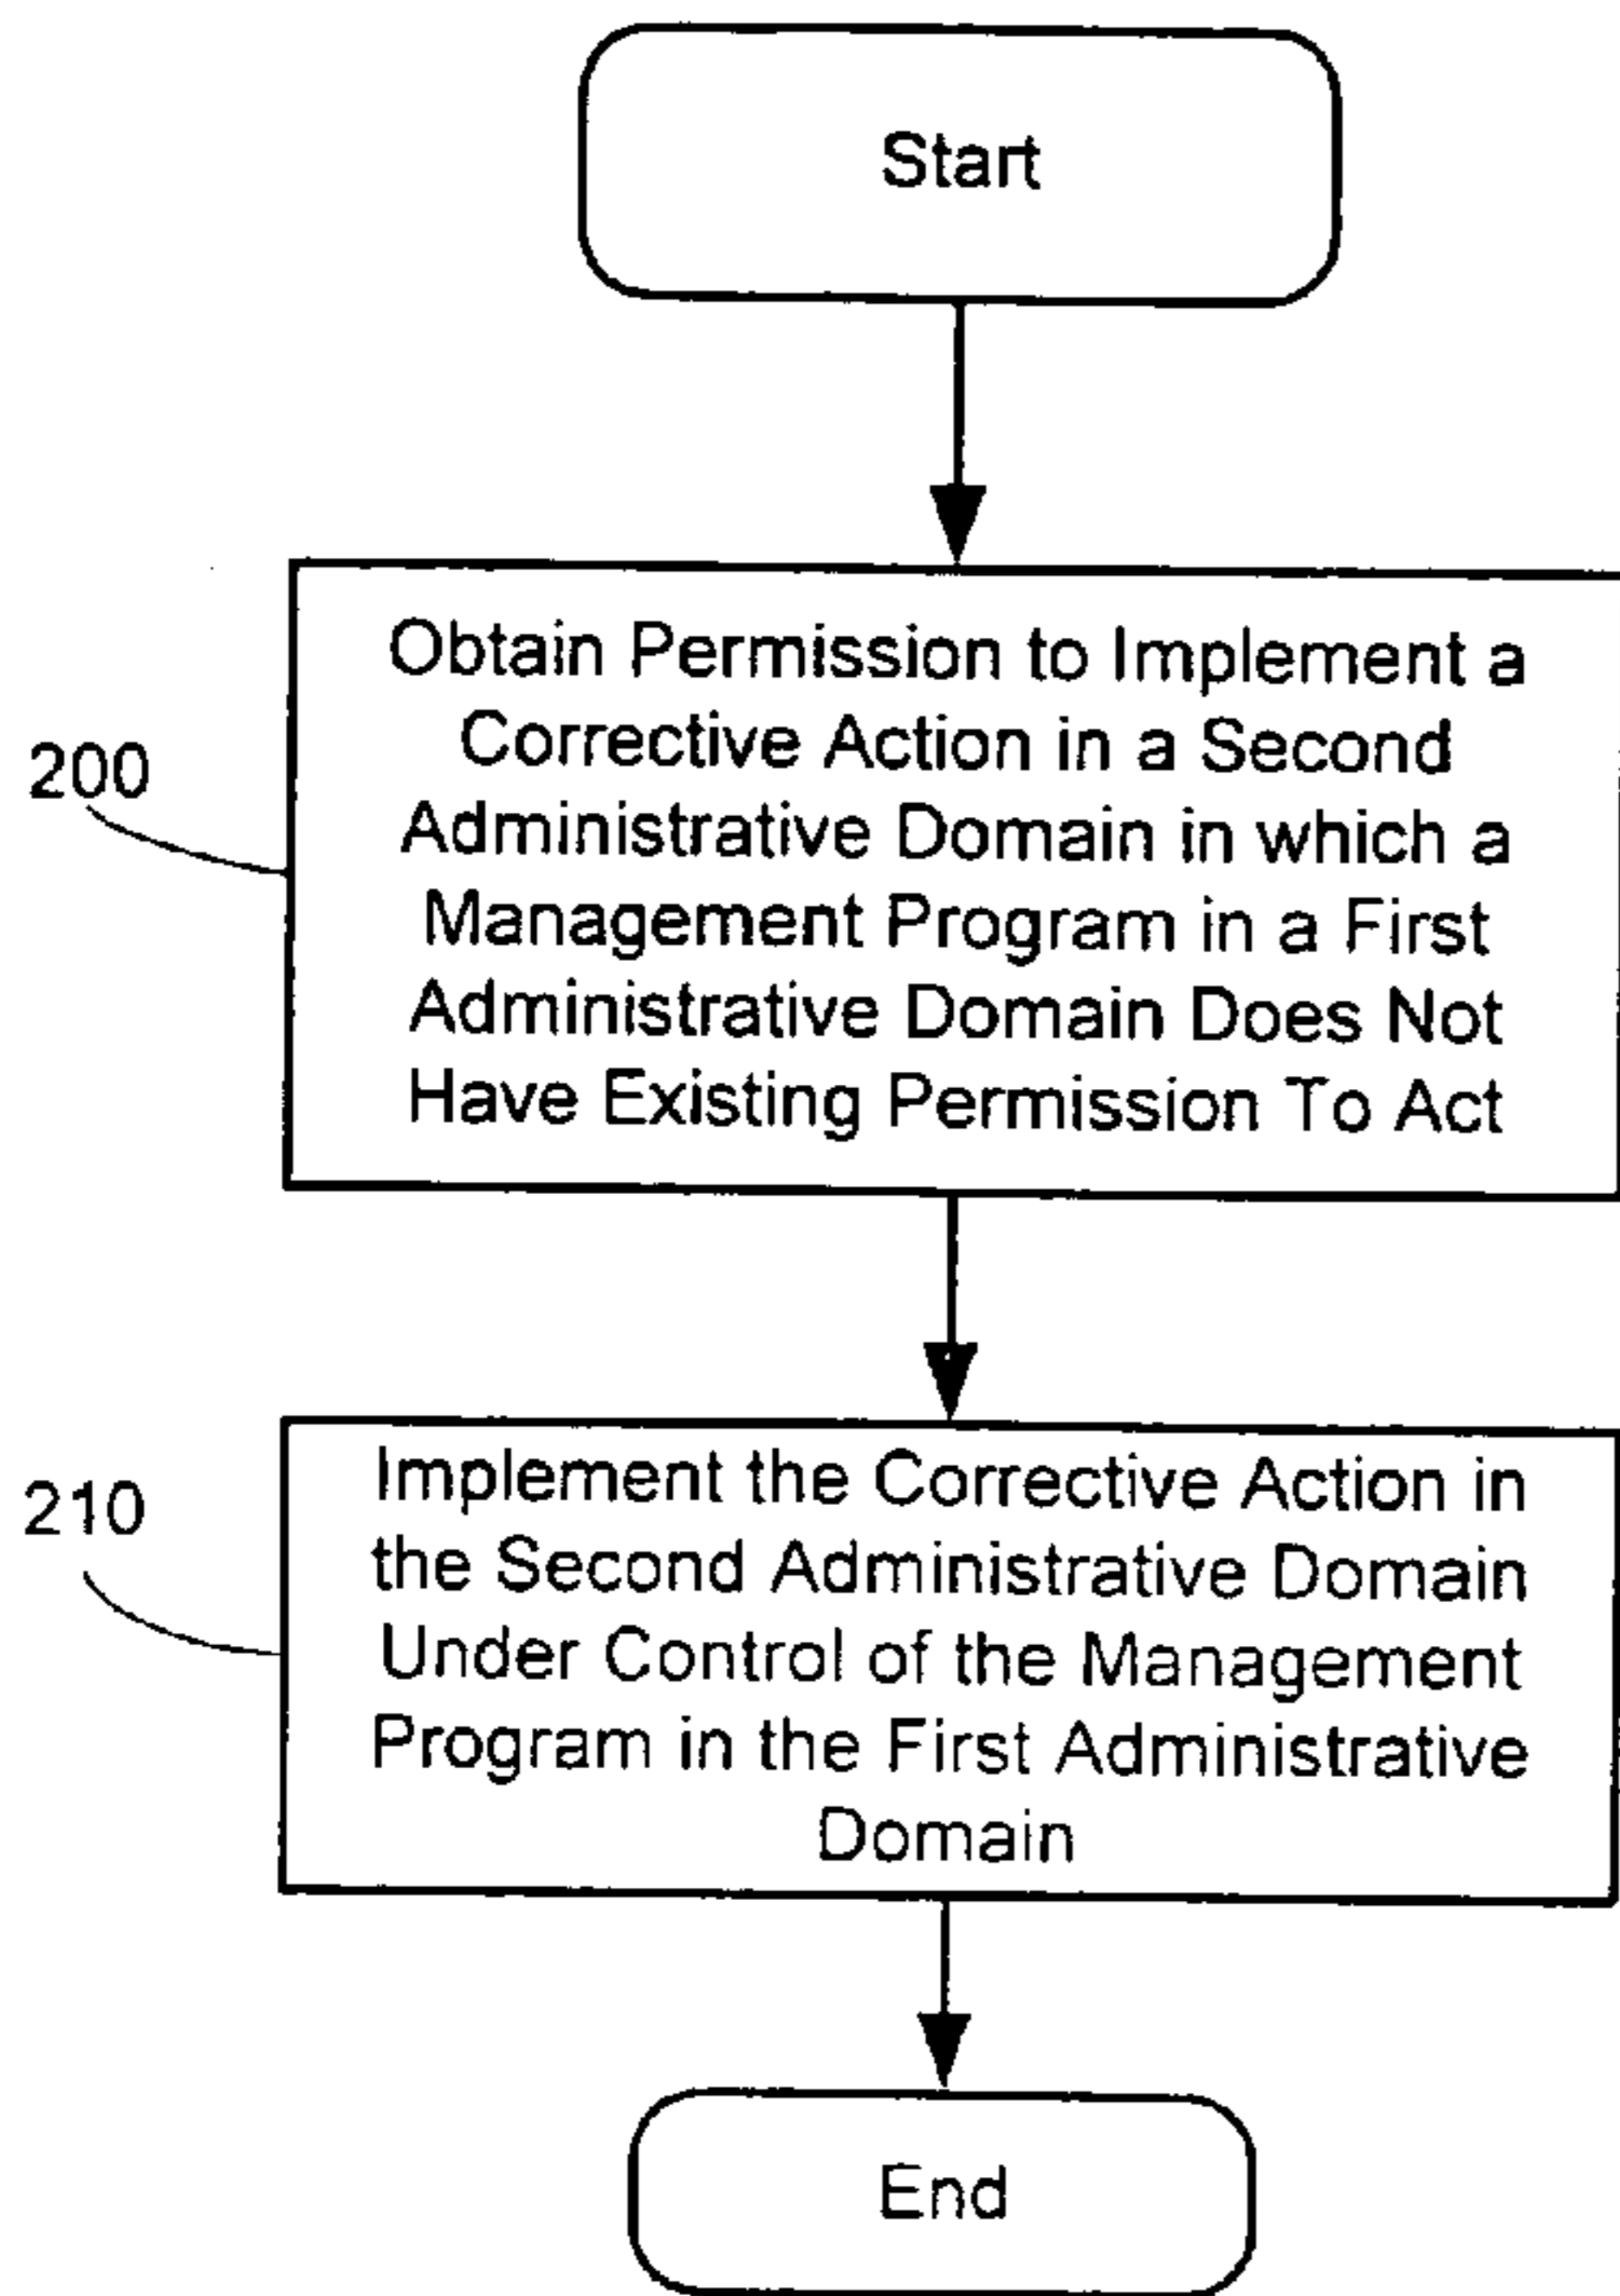 Start
200
Obtain Permission to Implement a
Corrective Action in a Second
Administrative Domain in which a
Management Program in a First
Administrative Domain Does Not
Have Existing Permission To Act
210
Implement the Corrective Action in
the Second Administrative Domain
Under Control of the Management
Program in the First Administrative
Domain
End